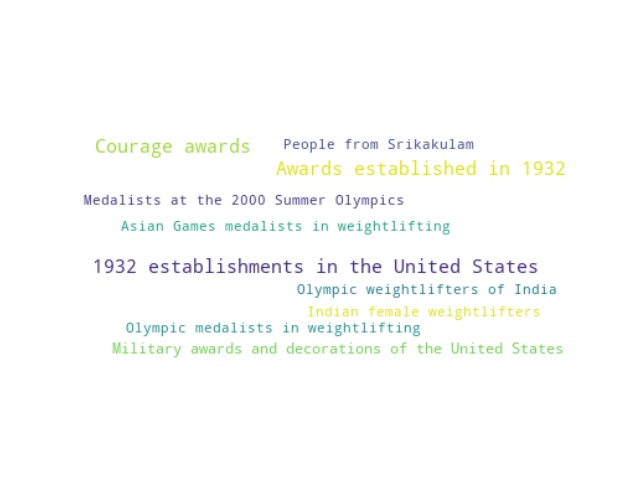 Courage awards
People from Srikakulam
Awards established in 1932
Medalists at the 2000 Summer Olympics
Asian Games medalists in weightlifting
1932 establishments in the United States
Olympic weightlifters of India
Indian female weightlifters
Olympic medalists in weightlifting
Military awards and decorations of the United States